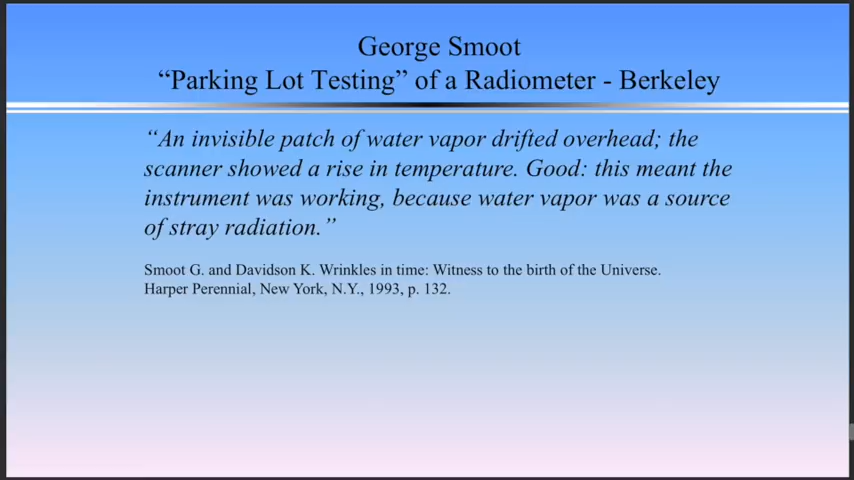 George Smoot
“Parking Lot Testing” of a Radiometer - Berkeley
“An invisible patch of water vapor drifted overhead; the
scanner showed a rise in temperature. Good: this meant the
instrument was working, because water vapor was a source
of stray radiation.”
Smoot G. and Davidson K. Wrinkles in time: Witness to the birth of the Universe.
Harper Perennial, New York, N.Y., 1993, p. 132.